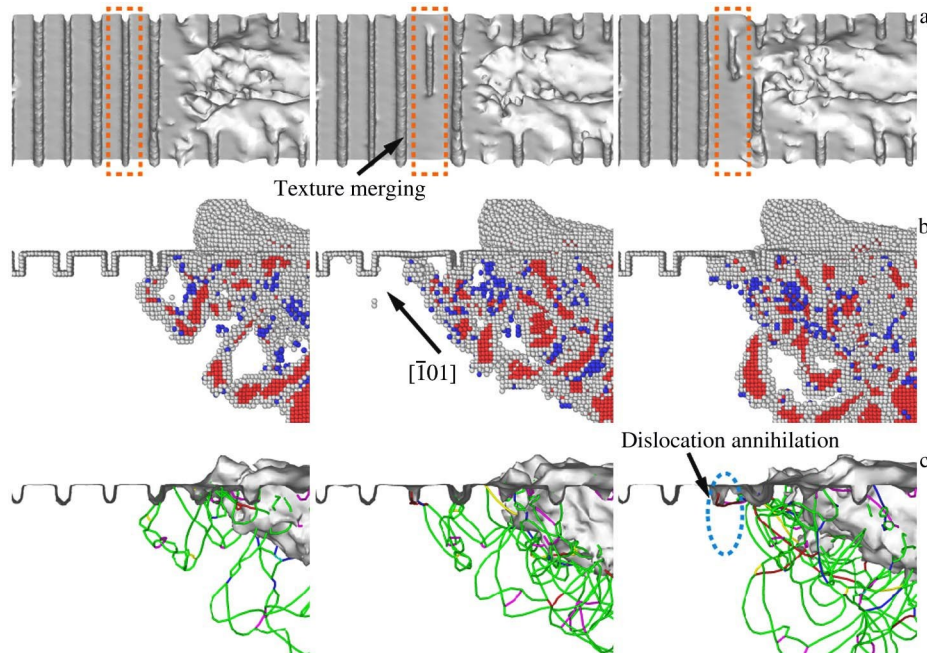 a
Texture merging
b
[1̄01]
Dislocation annihilation
c